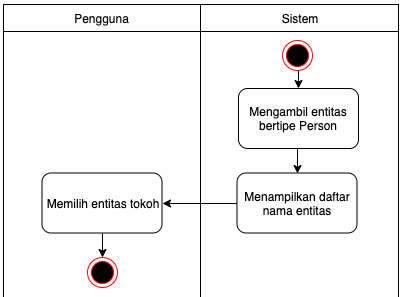 Pengguna
Sistem
Mengambil entitas
bertipe Person
Menampilkan daftar
nama entitas
Memilih entitas tokoh